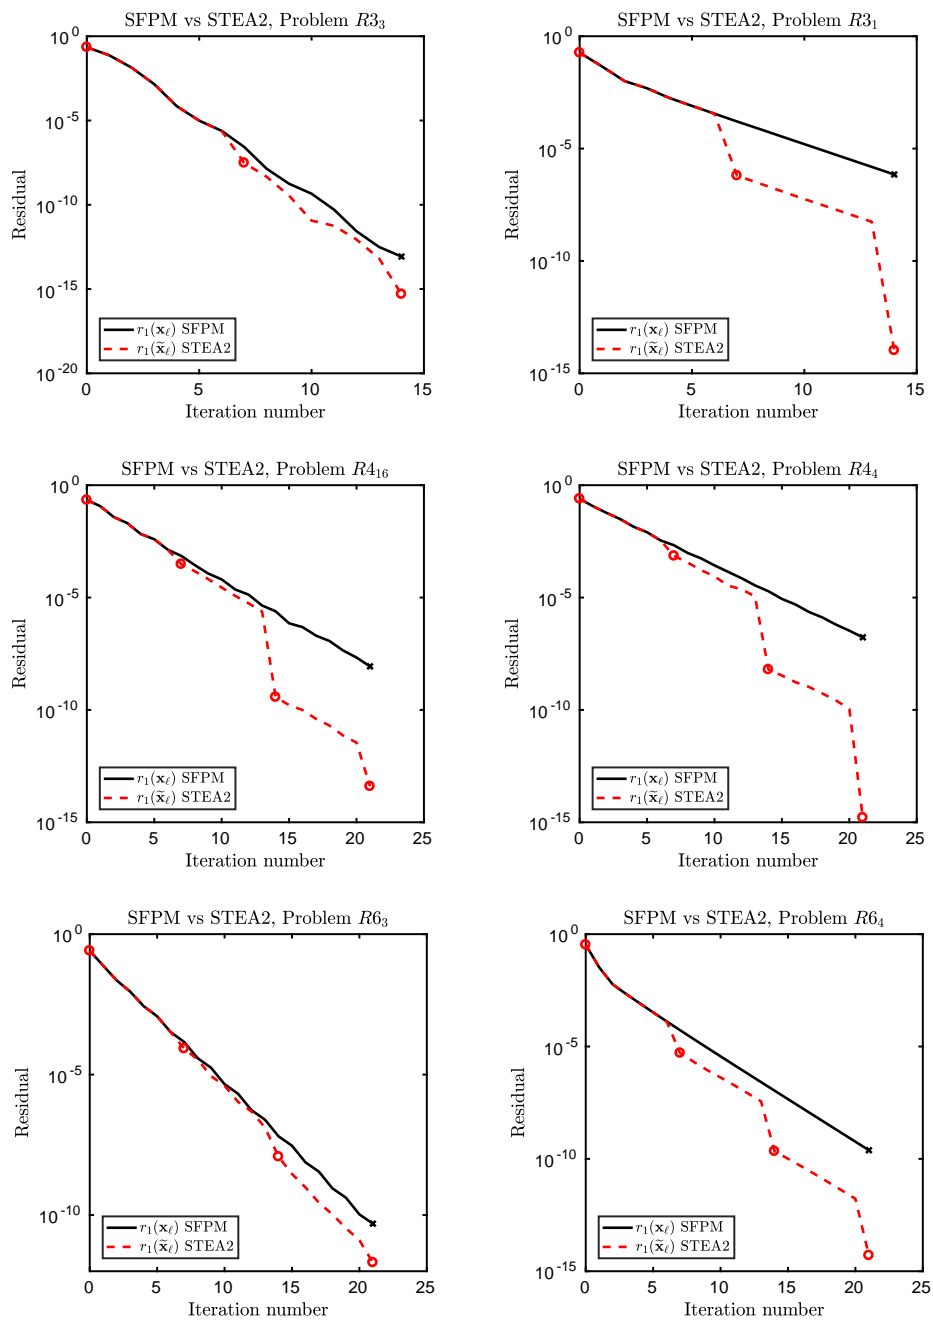 SFPM vs STEA2, Problem R3₃
10⁰
10⁻⁵
10⁻¹⁰
10⁻¹⁵
10⁻²⁰
Residual
r₁(x_ℓ) SFPM
r₁(x̃_ℓ) STEA2
0 5 10 15
Iteration number
SFPM vs STEA2, Problem R3₁
10⁰
10⁻⁵
10⁻¹⁰
10⁻¹⁵
Residual
r₁(x_ℓ) SFPM
r₁(x̃_ℓ) STEA2
0 5 10 15
Iteration number
SFPM vs STEA2, Problem R4₁₆
10⁰
10⁻⁵
10⁻¹⁰
10⁻¹⁵
Residual
r₁(x_ℓ) SFPM
r₁(x̃_ℓ) STEA2
0 5 10 15 20 25
Iteration number
SFPM vs STEA2, Problem R4₄
10⁰
10⁻⁵
10⁻¹⁰
10⁻¹⁵
Residual
r₁(x_ℓ) SFPM
r₁(x̃_ℓ) STEA2
0 5 10 15 20 25
Iteration number
SFPM vs STEA2, Problem R6₃
10⁰
10⁻⁵
10⁻¹⁰
Residual
r₁(x_ℓ) SFPM
r₁(x̃_ℓ) STEA2
0 5 10 15 20 25
Iteration number
SFPM vs STEA2, Problem R6₄
10⁰
10⁻⁵
10⁻¹⁰
10⁻¹⁵
Residual
r₁(x_ℓ) SFPM
r₁(x̃_ℓ) STEA2
0 5 10 15 20 25
Iteration number